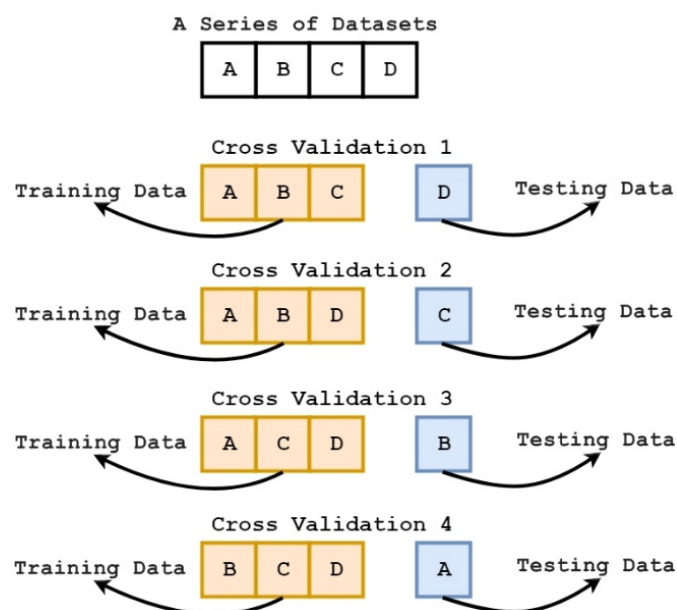 A Series of Datasets
A B C D
Cross Validation 1
Training Data A B C D Testing Data
Cross Validation 2
Training Data A B D C Testing Data
Cross Validation 3
Training Data A C D B Testing Data
Cross Validation 4
Training Data B C D A Testing Data